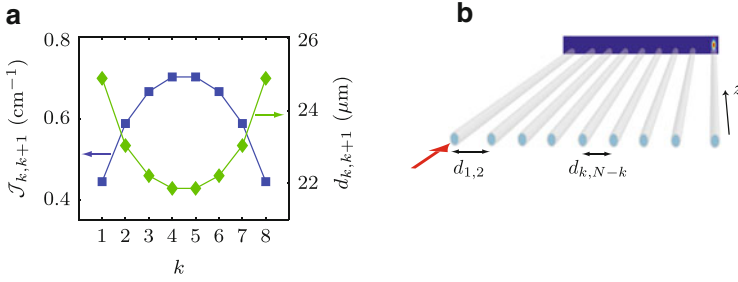 a
0.8
0.6
0.4
𝒥k,k+1 (cm−1)
26
24
22
dk,k+1 (μm)
1 2 3 4 5 6 7 8
k
b
z
d1,2
dk,N−k